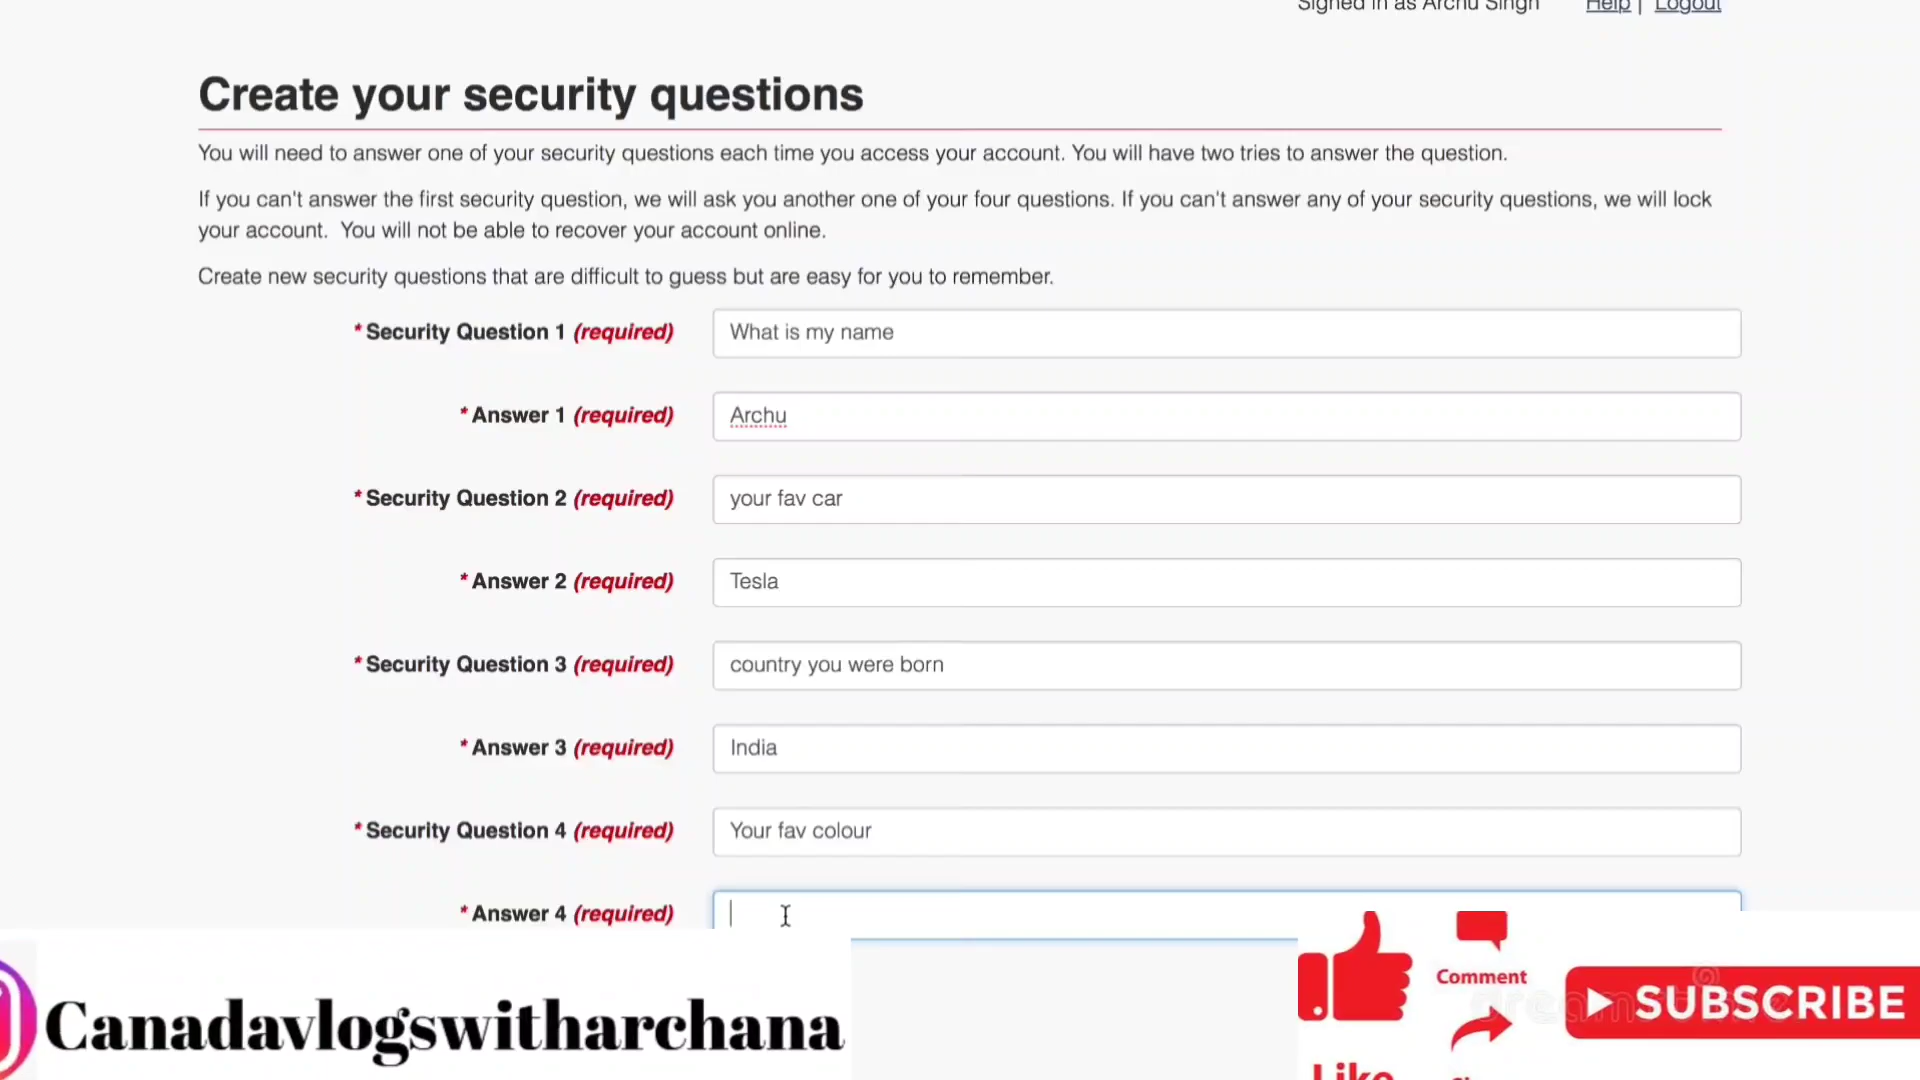 Signed in as Archu Singh Help | Logout
Create your security questions
You will need to answer one of your security questions each time you access your account. You will have two tries to answer the question.
If you can't answer the first security question, we will ask you another one of your four questions. If you can't answer any of your security questions, we will lock
your account. You will not be able to recover your account online.
Create new security questions that are difficult to guess but are easy for you to remember.
* Security Question 1 (required) What is my name
* Answer 1 (required) Archu
* Security Question 2 (required) your fav car
* Answer 2 (required) Tesla
* Security Question 3 (required) country you were born
* Answer 3 (required) India
* Security Question 4 (required) Your fav colour
* Answer 4 (required)
Comment
Canadavlogswitharchana
SUBSCRIBE
Like